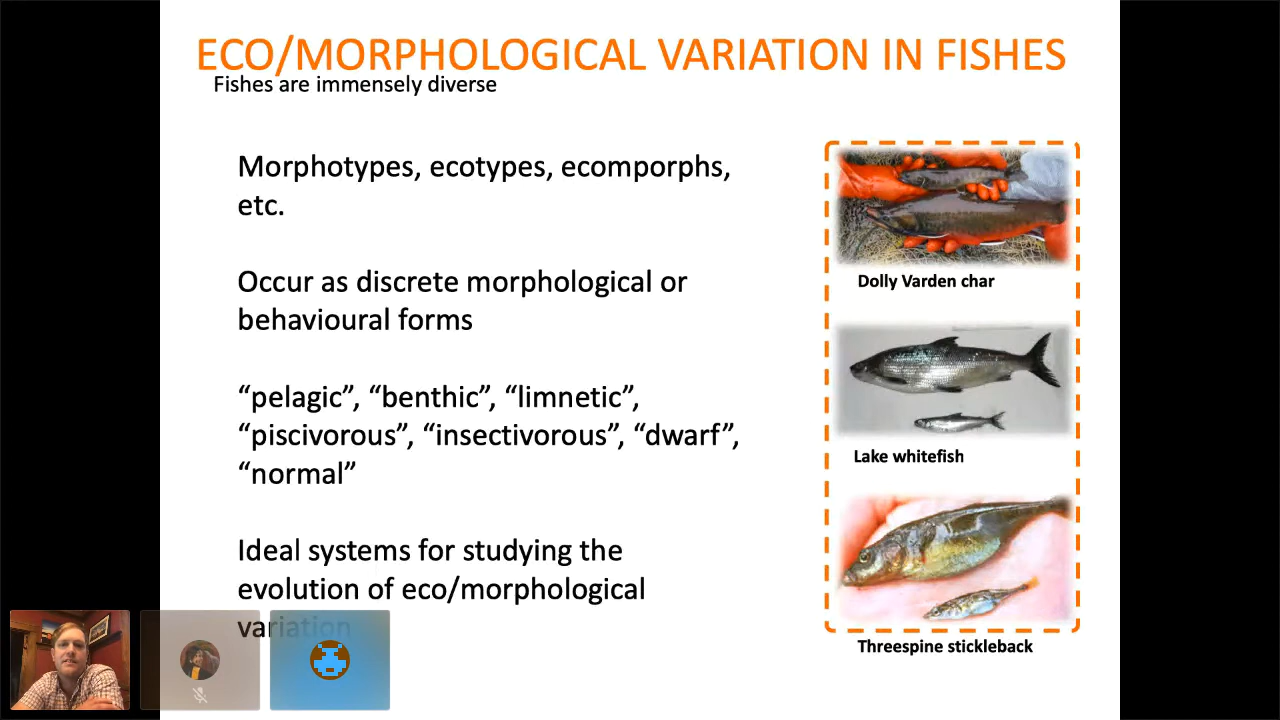 ECO/MORPHOLOGICAL VARIATION IN FISHES
Fishes are immensely diverse
Morphotypes, ecotypes, ecomporphs,
etc.
Occur as discrete morphological or
behavioural forms
“pelagic”, “benthic”, “limnetic”,
“piscivorous”, “insectivorous”, “dwarf”,
“normal”
Ideal systems for studying the
evolution of eco/morphological
variation
Dolly Varden char
Lake whitefish
Threespine stickleback